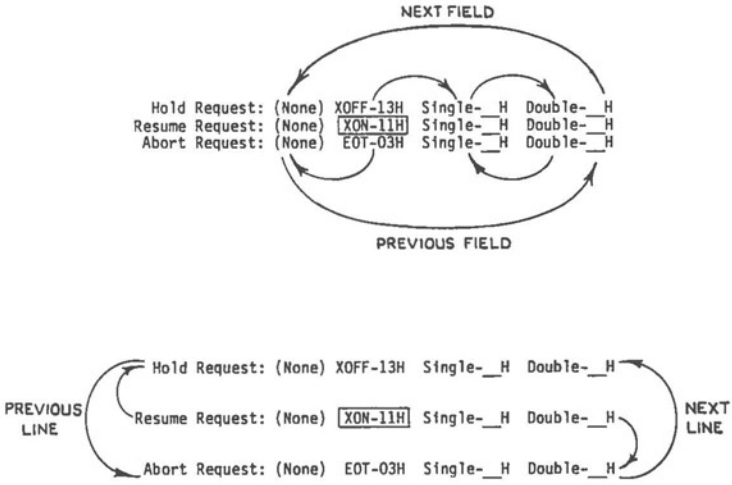 NEXT FIELD
Hold Request: (None) XOFF-13H Single-__H Double-__H
Resume Request: (None) XON-11H Single-__H Double-__H
Abort Request: (None) EOT-03H Single-__H Double-__H
PREVIOUS FIELD
Hold Request: (None) XOFF-13H Single-__H Double-__H
PREVIOUS LINE
Resume Request: (None) XON-11H Single-__H Double-__H
NEXT LINE
Abort Request: (None) EOT-03H Single-__H Double-__H